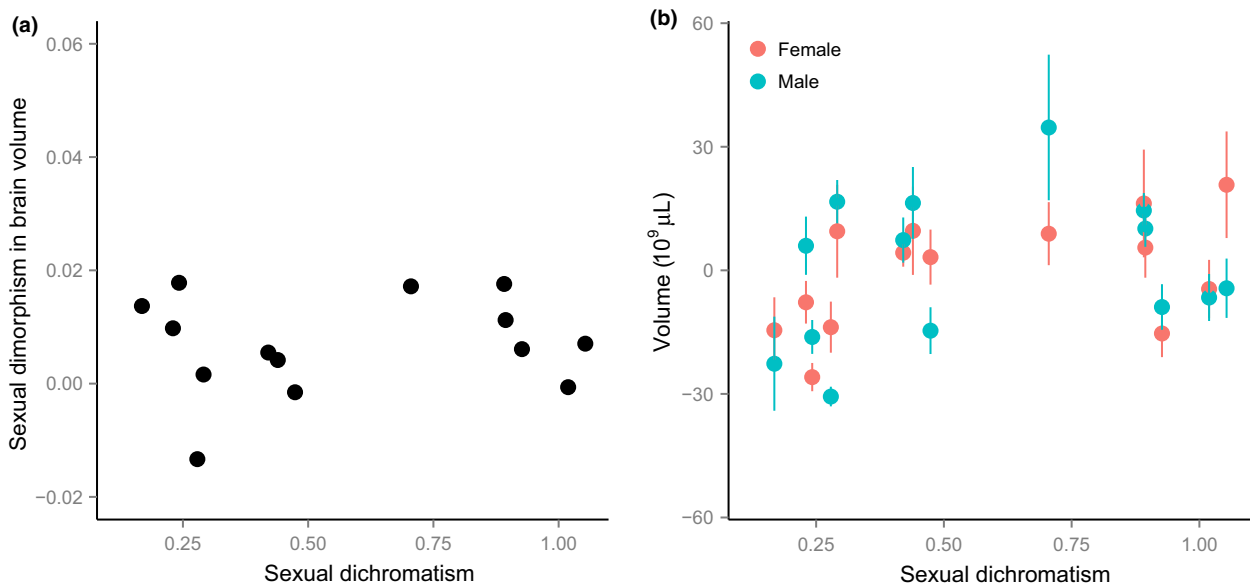 (a)
Sexual dimorphism in brain volume
0.06
0.04
0.02
0.00
−0.02
0.25 0.50 0.75 1.00
Sexual dichromatism
(b)
Female
Male
Volume (10⁹ µL)
60
30
0
−30
−60
0.25 0.50 0.75 1.00
Sexual dichromatism